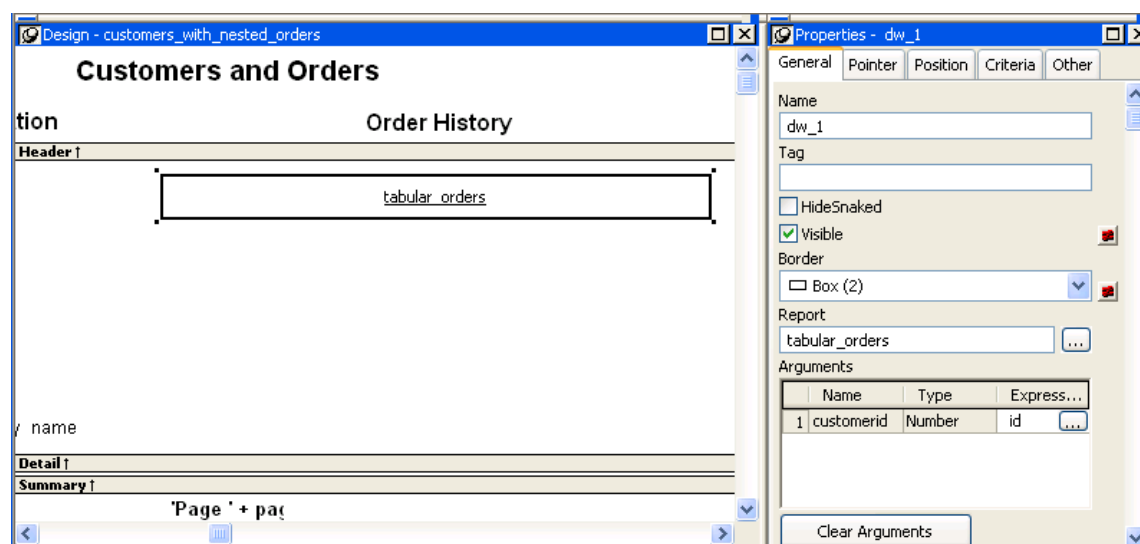 Design - customers_with_nested_orders
Customers and Orders
tion Order History
Header ↑
tabular_orders
y name
Detail ↑
Summary ↑
'Page ' + pag
Properties - dw_1
General Pointer Position Criteria Other
Name
dw_1
Tag
HideSnaked
Visible
Border
Box (2)
Report
tabular_orders
...
Arguments
Name Type Express...
1 customerid Number id ...
Clear Arguments